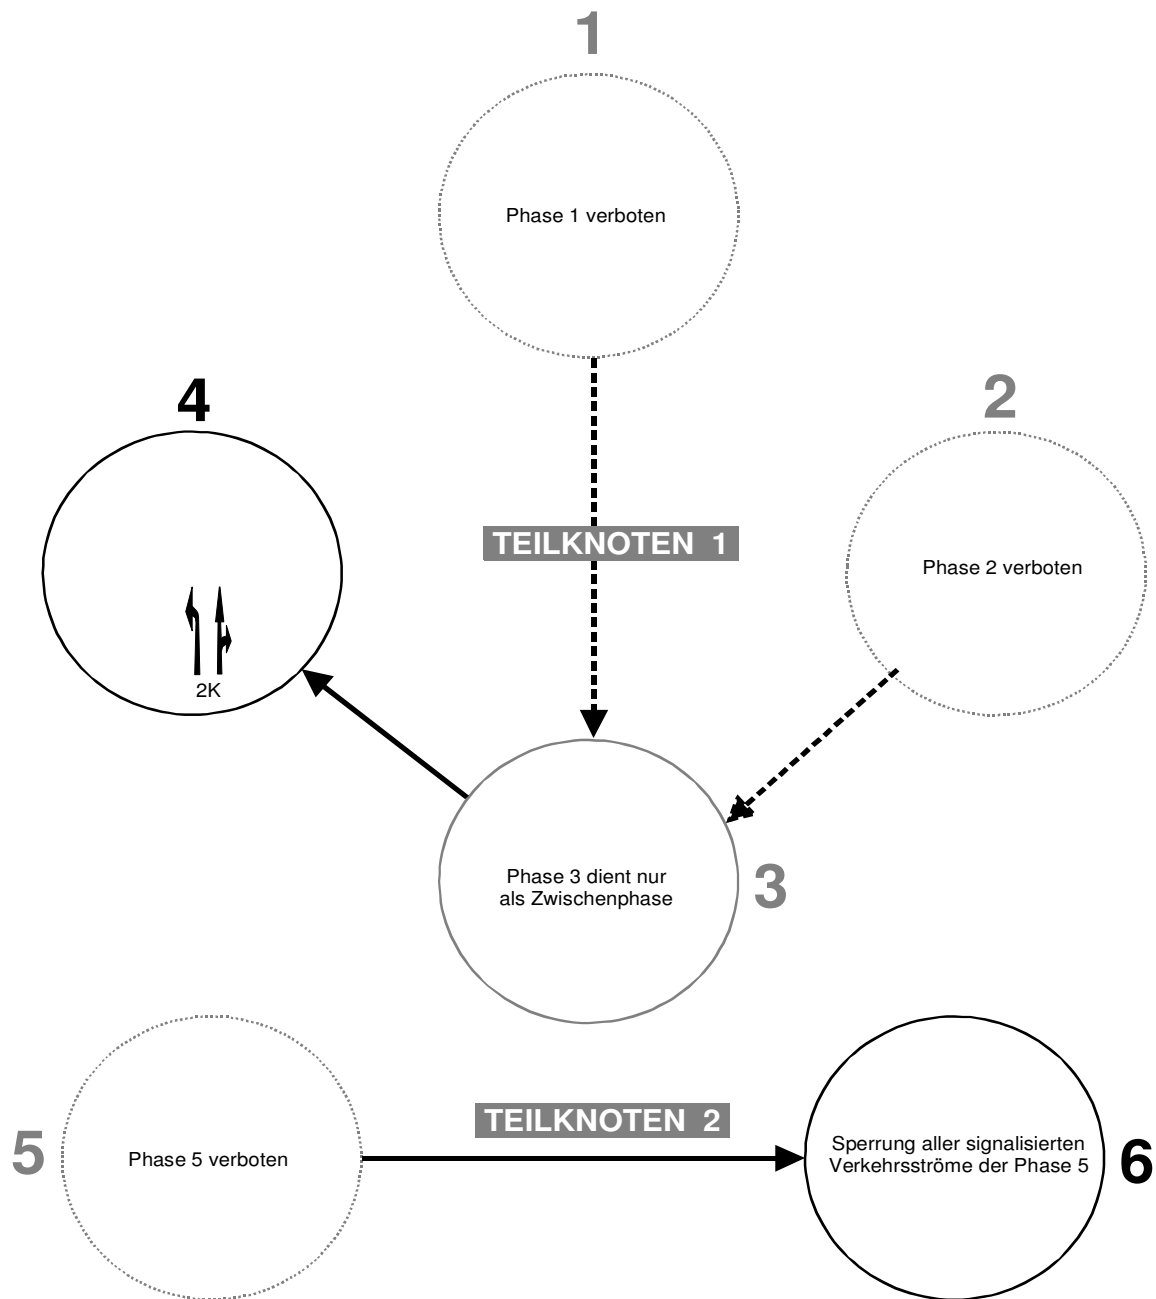 1
Phase 1 verboten
4
2
TEILKNOTEN 1
Phase 2 verboten
2K
Phase 3 dient nur
als Zwischenphase
3
TEILKNOTEN 2
5
Phase 5 verboten
Sperrung aller signalisierten
Verkehrsströme der Phase 5
6